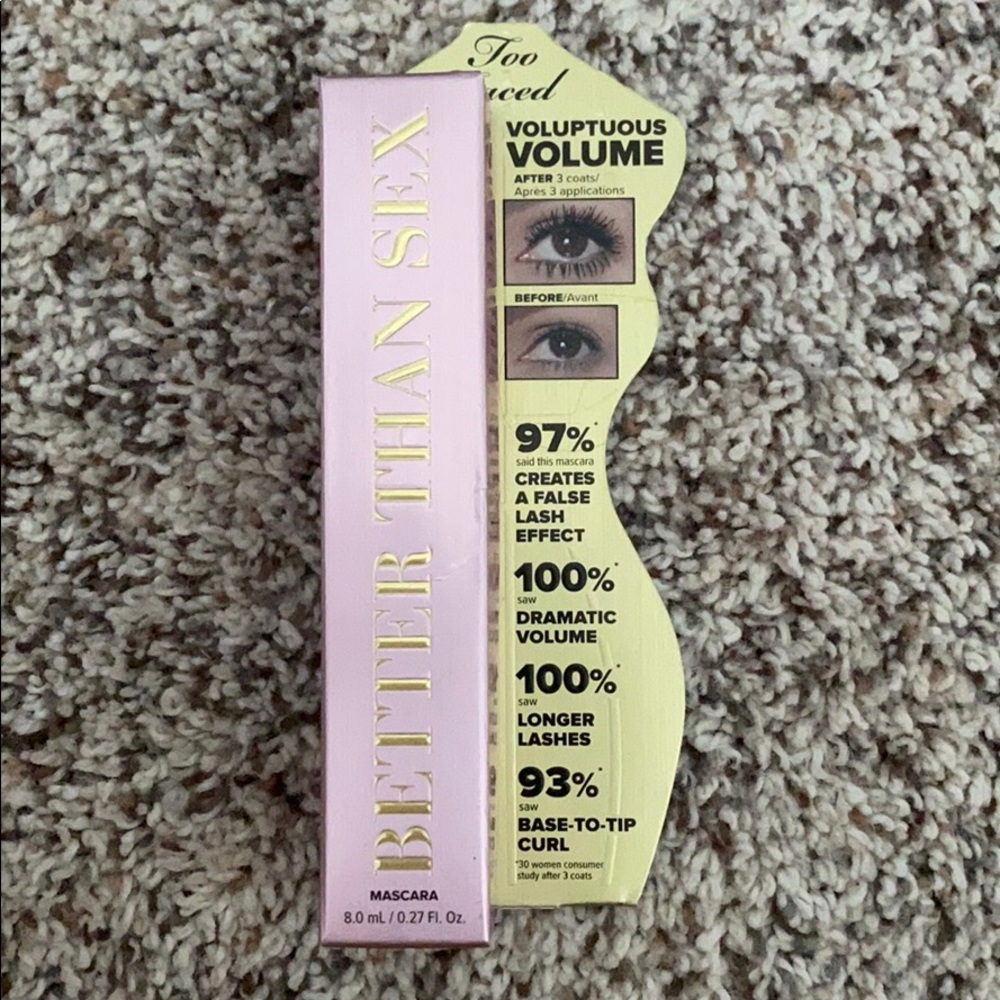 BETTER THAN SEX
MASCARA
8.0 mL / 0.27 Fl. Oz.
Too
VOLUPTUOUS
VOLUME
AFTER 3 coats/
Apres 3 applications
BEFORE/Avant
97%*
said this mascara
CREATES
A FALSE
LASH
EFFECT
100%*
saw
DRAMATIC
VOLUME
100%*
saw
LONGER
LASHES
93%*
saw
BASE-TO-TIP
CURL
*30 women consumer
study after 3 coats